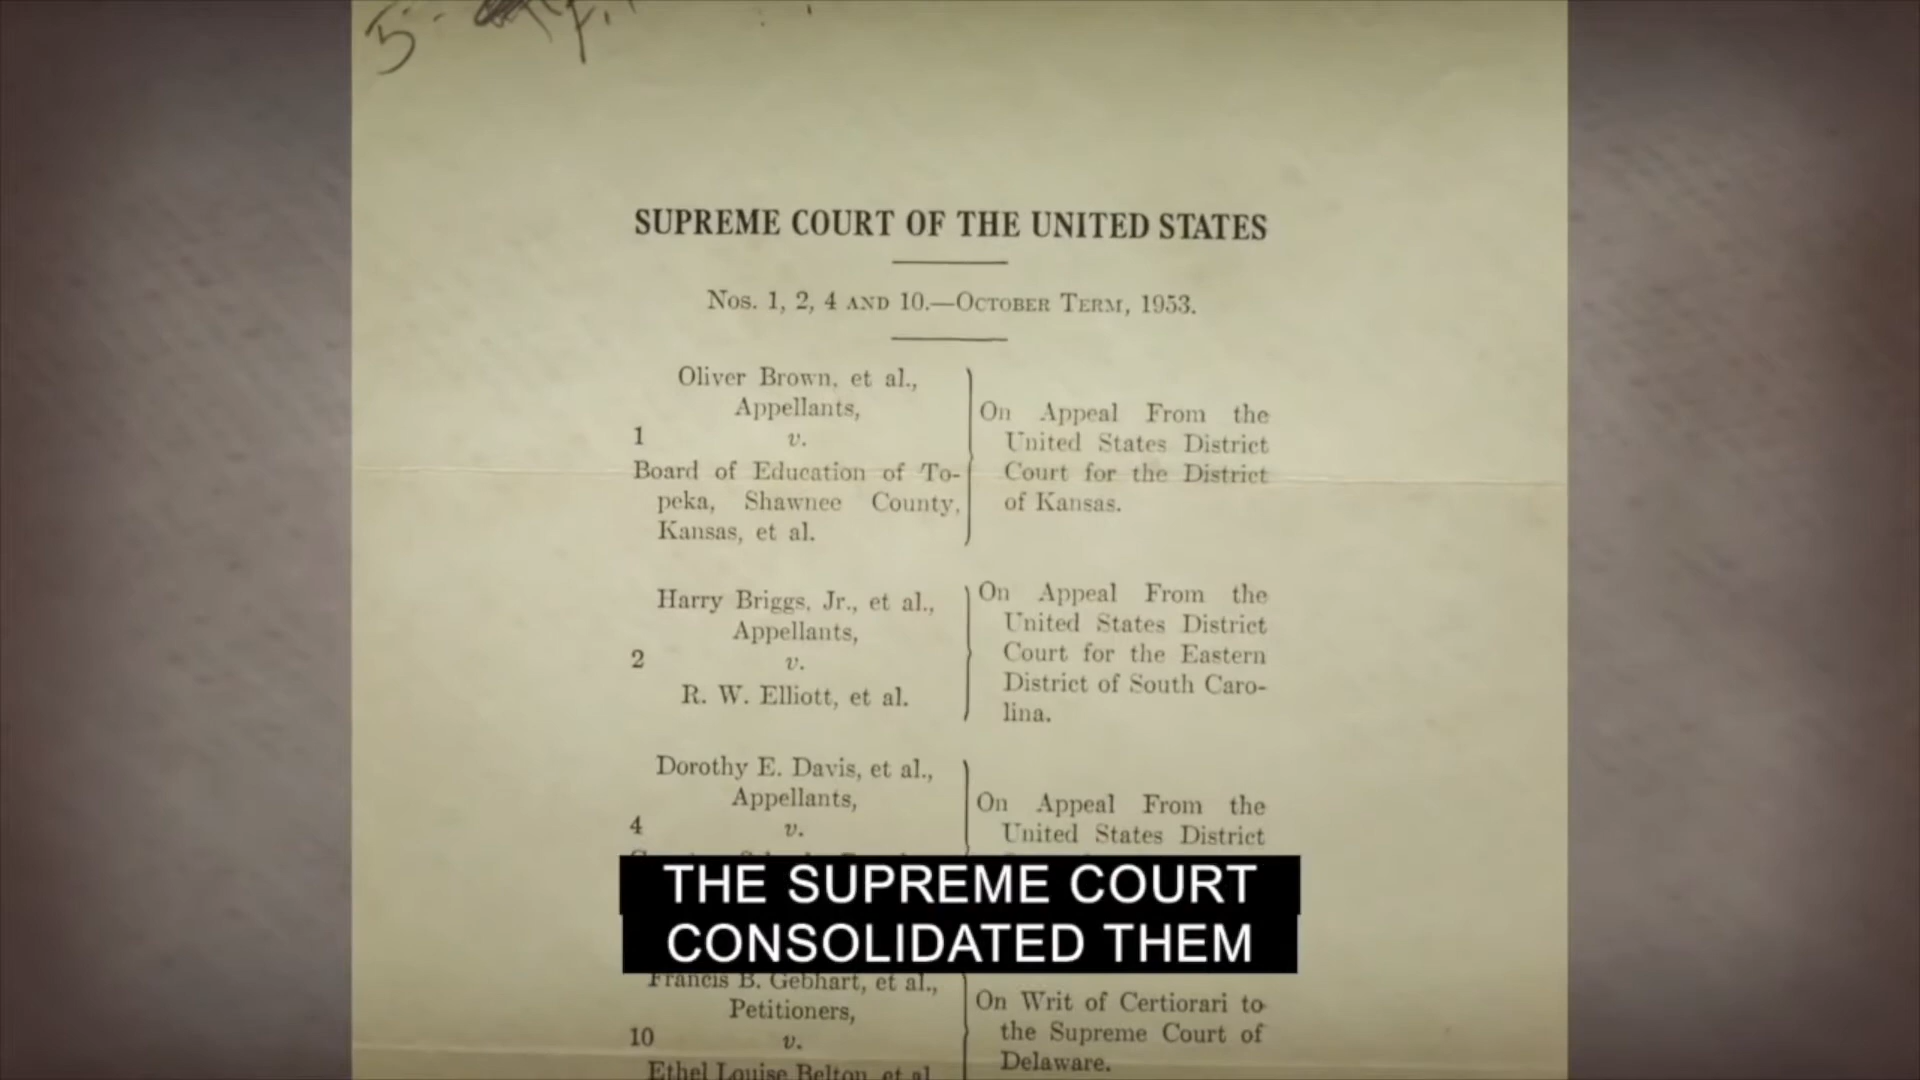 SUPREME COURT OF THE UNITED STATES
Nos. 1, 2, 4 AND 10.—OCTOBER TERM, 1953.
Oliver Brown, et al.,
Appellants,
1 v.
Board of Education of To-
peka, Shawnee County,
Kansas, et al.
On Appeal From the
United States District
Court for the District
of Kansas.
Harry Briggs, Jr., et al.,
Appellants,
2 v.
R. W. Elliott, et al.
On Appeal From the
United States District
Court for the Eastern
District of South Caro-
lina.
Dorothy E. Davis, et al.,
Appellants,
4 v.
On Appeal From the
United States District
THE SUPREME COURT
CONSOLIDATED THEM
Francis B. Gebhart, et al.,
Petitioners,
10 v.
Ethel Louise Belton, et al.
On Writ of Certiorari to
the Supreme Court of
Delaware.